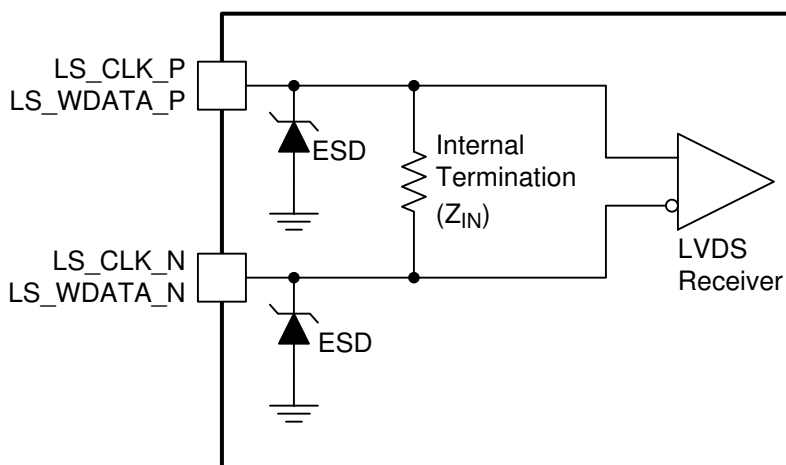 LS_CLK_P
LS_WDATA_P
ESD
Internal
Termination
(ZIN)
LS_CLK_N
LS_WDATA_N
ESD
LVDS
Receiver